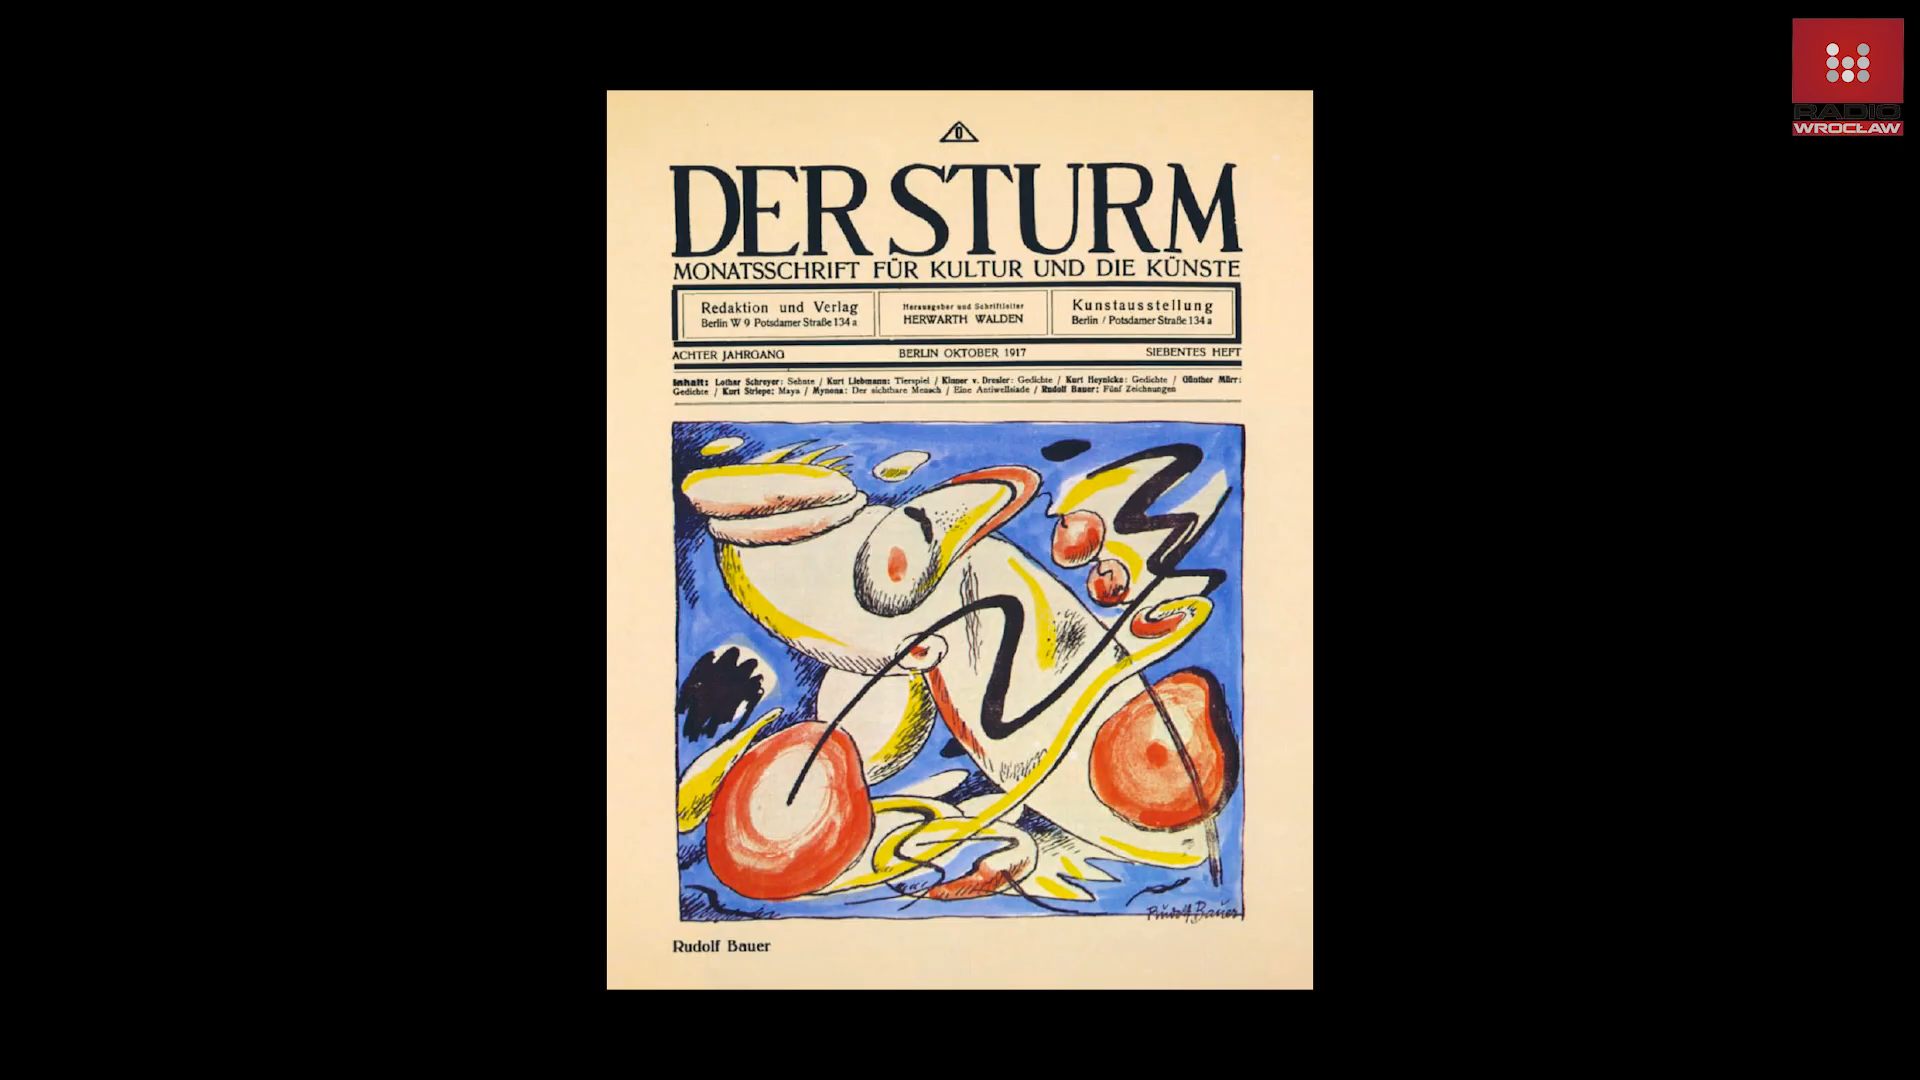 RADIO
WROCŁAW
DER STURM
MONATSSCHRIFT FÜR KULTUR UND DIE KÜNSTE
Redaktion und Verlag
Berlin W 9 Potsdamer Straße 134 a
Herausgeber und Schriftleiter
HERWARTH WALDEN
Kunstausstellung
Berlin / Potsdamer Straße 134 a
ACHTER JAHRGANG BERLIN OKTOBER 1917 SIEBENTES HEFT
Inhalt: Lothar Schreyer: Sehnte / Kurt Liebmann: Tierspiel / Kinner v. Dresler: Gedichte / Kurt Heynicke: Gedichte / Günther Mürr:
Gedichte / Kurt Striepe: Maya / Mynona: Der sichtbare Mensch / Eine Antiwellsiade / Rudolf Bauer: Fünf Zeichnungen
Rudolf Bauer
Rudolf Bauer